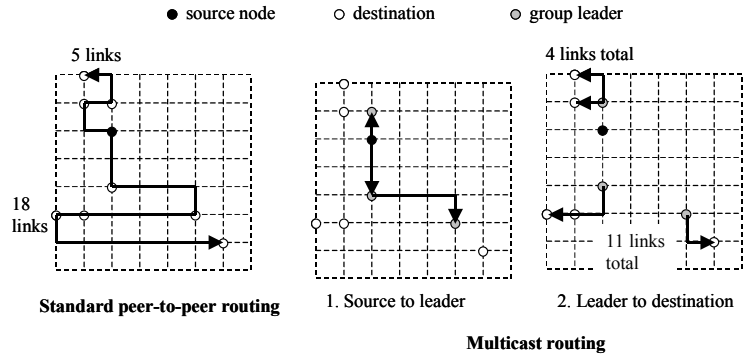 source node
destination
group leader
5 links
18
links
Standard peer-to-peer routing
1. Source to leader
4 links total
11 links
total
2. Leader to destination
Multicast routing